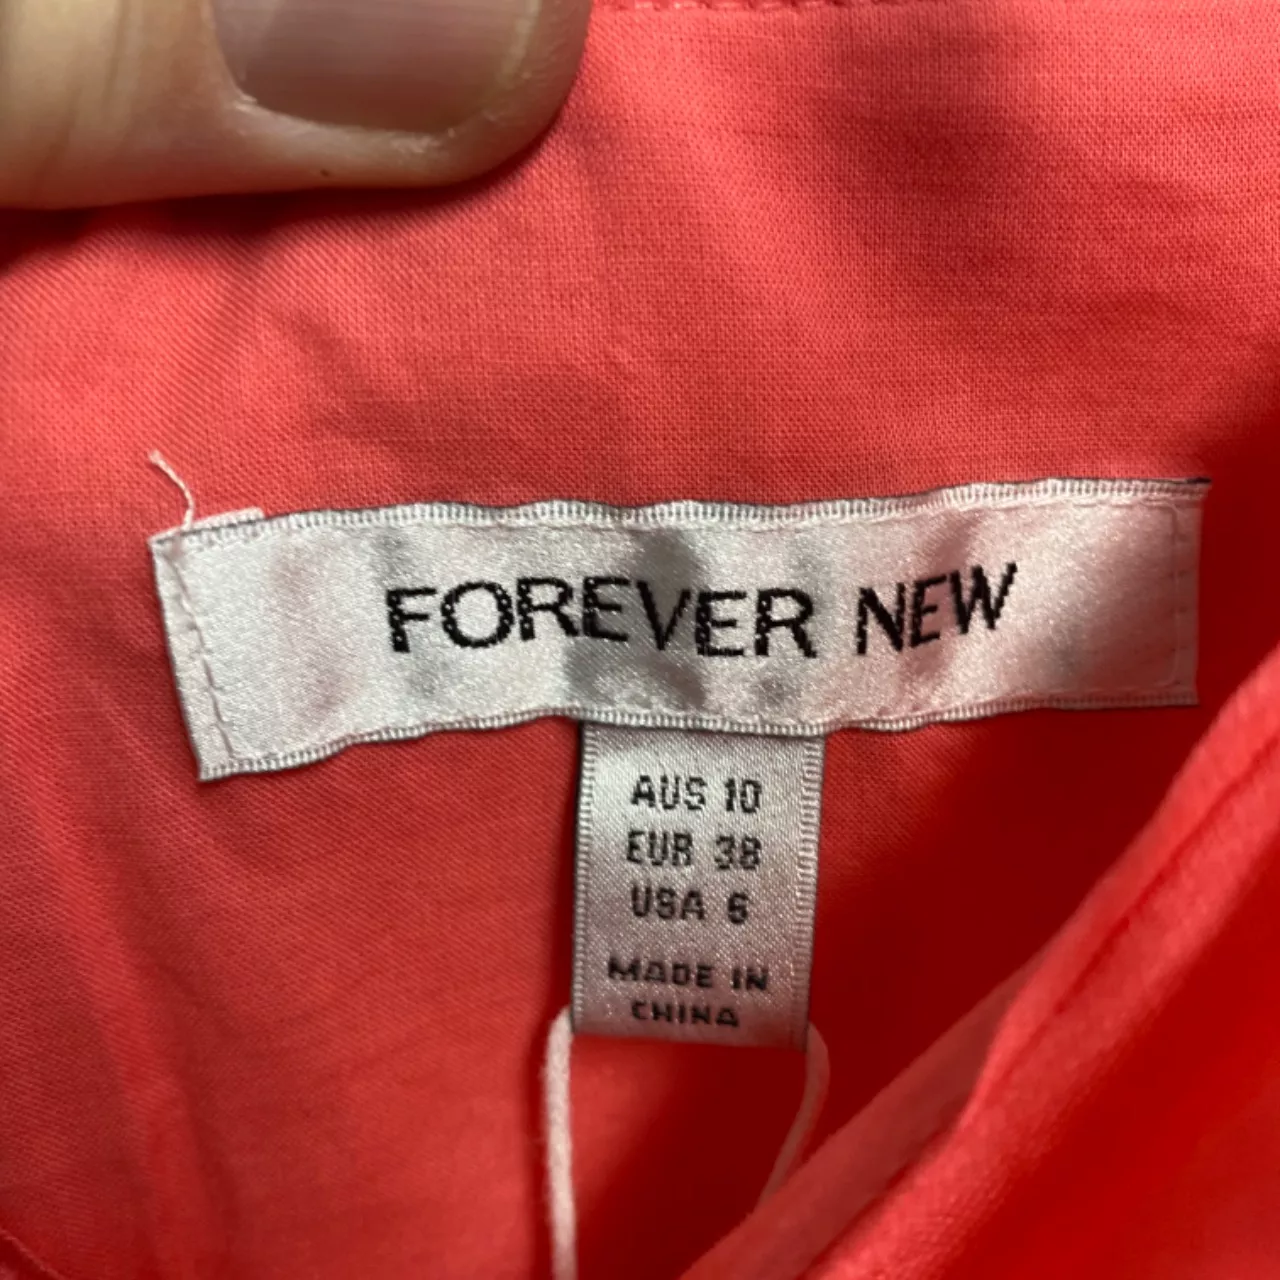 FOREVER NEW
AUS 10
EUR 38
USA 6
MADE IN
CHINA